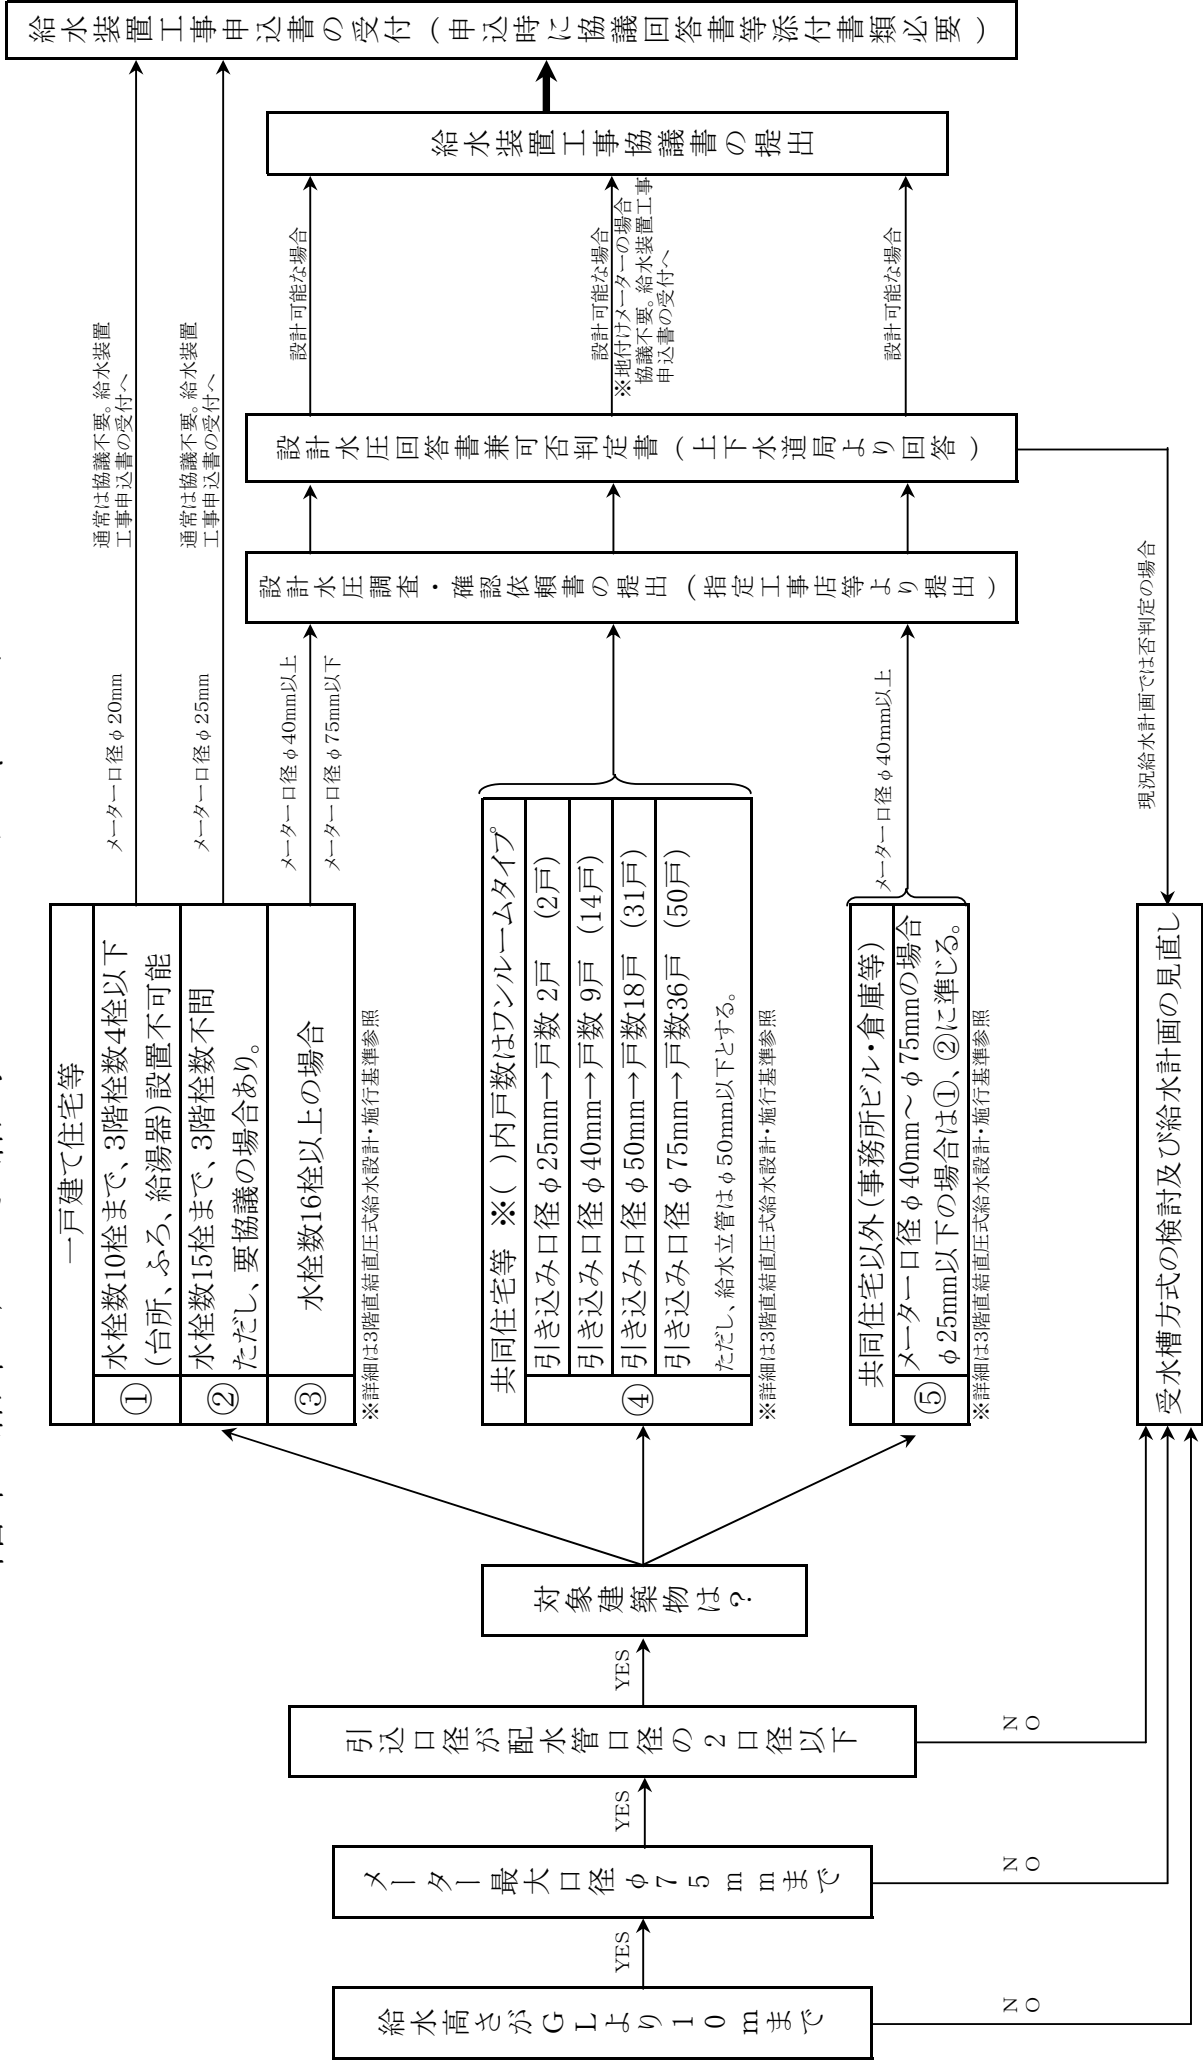 給水高さがＧＬより１０ｍまで
YES
NO
メーター最大口径φ７５ｍｍまで
YES
NO
引込口径が配水管口径の２口径以下
YES
NO
対象建築物は？
一戸建て住宅等
①
水栓数10栓まで、3階栓数4栓以下
(台所、ふろ、給湯器)設置不可能
②
水栓数15栓まで、3階栓数不問
ただし、要協議の場合あり。
③
水栓数16栓以上の場合
※詳細は3階直結直圧式給水設計・施行基準参照
共同住宅等　※( )内戸数はワンルームタイプ
④
引き込み口径φ25mm→戸数 2戸　(2戸)
引き込み口径φ40mm→戸数 9戸　(14戸)
引き込み口径φ50mm→戸数18戸　(31戸)
引き込み口径φ75mm→戸数36戸　(50戸)
ただし、給水立管はφ50mm以下とする。
※詳細は3階直結直圧式給水設計・施行基準参照
共同住宅以外(事務所ビル・倉庫等)
⑤
メーター口径φ40mm～φ75mmの場合
φ25mm以下の場合は①、②に準じる。
※詳細は3階直結直圧式給水設計・施行基準参照
受水槽方式の検討及び給水計画の見直し
メーター口径φ20mm
通常は協議不要。給水装置
工事申込書の受付へ
メーター口径φ25mm
通常は協議不要。給水装置
工事申込書の受付へ
メーター口径φ40mm以上
メーター口径φ75mm以下
メーター口径φ40mm以上
設計水圧調査・確認依頼書の提出（指定工事店等より提出）
設計水圧回答書兼可否判定書（上下水道局より回答）
現況給水計画では否判定の場合
設計可能な場合
設計可能な場合
※地付けメーターの場合
協議不要。給水装置工事
申込書の受付へ
設計可能な場合
給水装置工事協議書の提出
給水装置工事申込書の受付（申込時に協議回答書等添付書類必要）